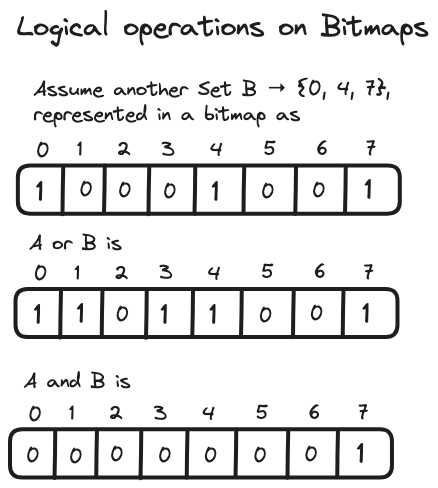 Logical operations on Bitmaps
Assume another Set B → {0, 4, 7},
represented in a bitmap as
0 1 2 3 4 5 6 7
1 0 0 0 1 0 0 1
A or B is
0 1 2 3 4 5 6 7
1 1 0 1 1 0 0 1
A and B is
0 1 2 3 4 5 6 7
0 0 0 0 0 0 0 1